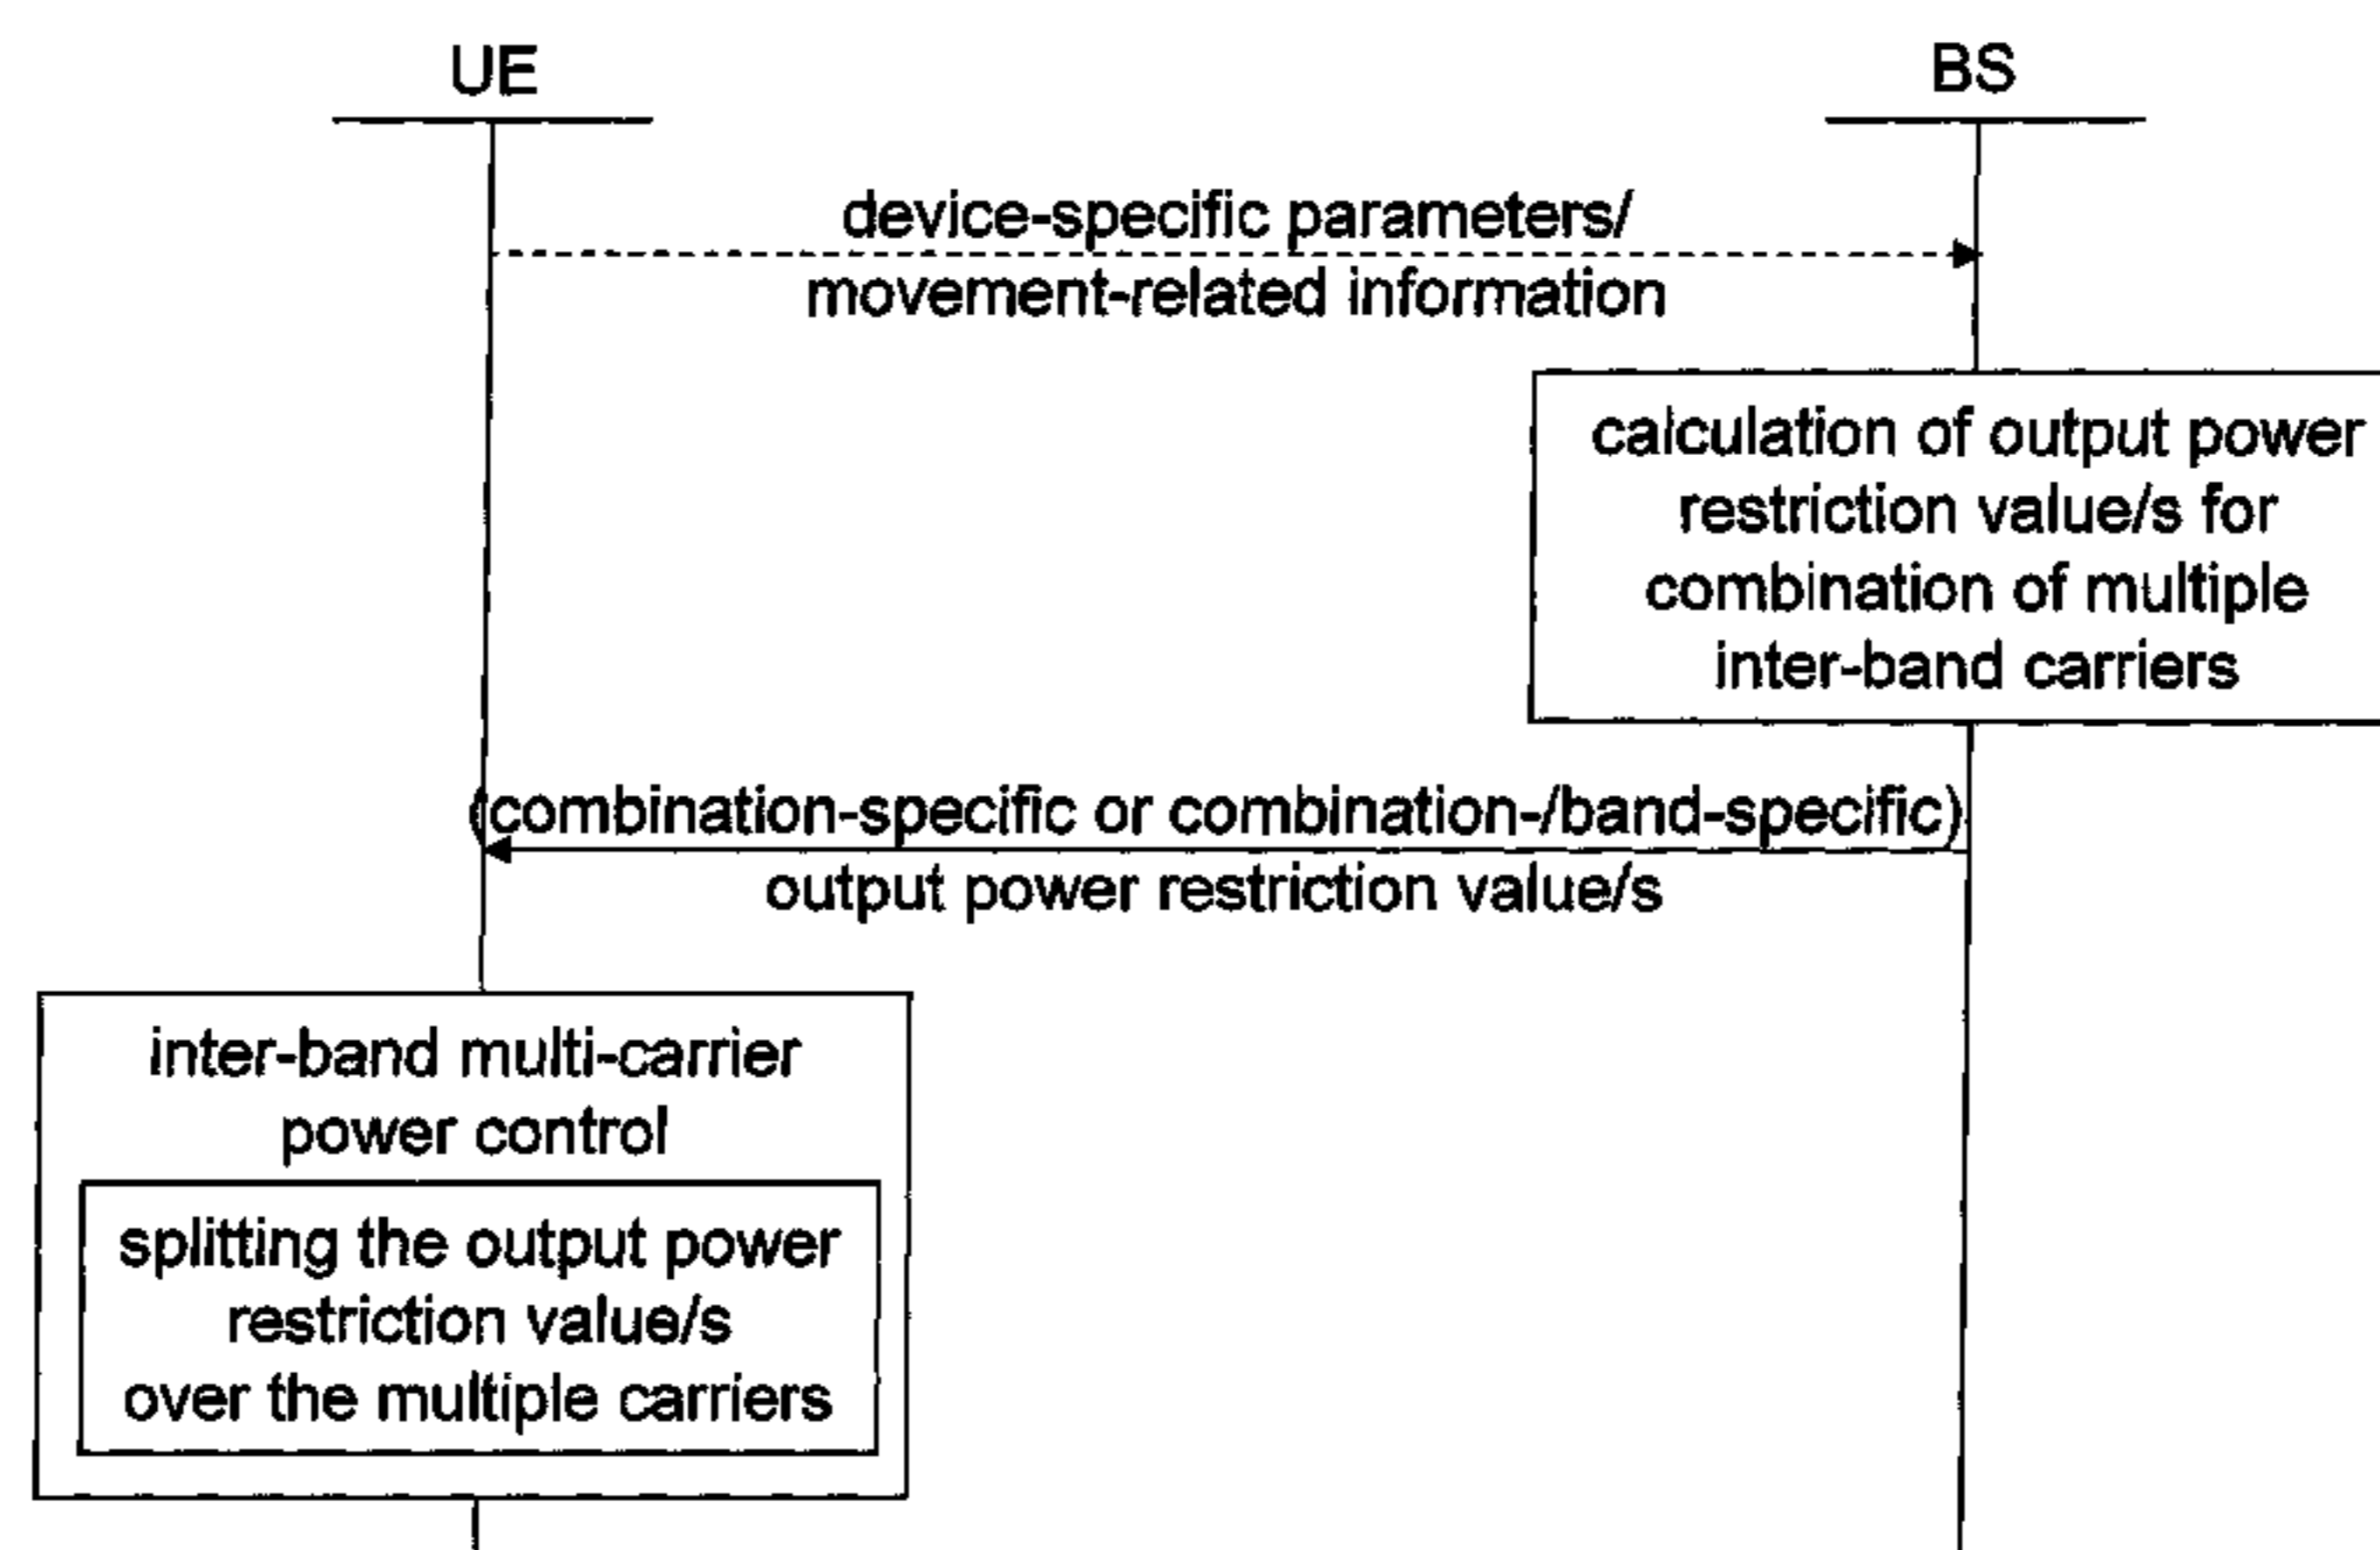 UE
BS
device-specific parameters/
movement-related information
calculation of output power
restriction value/s for
combination of multiple
inter-band carriers
(combination-specific or combination-/band-specific)
output power restriction value/s
inter-band multi-carrier
power control
splitting the output power
restriction value/s
over the multiple carriers